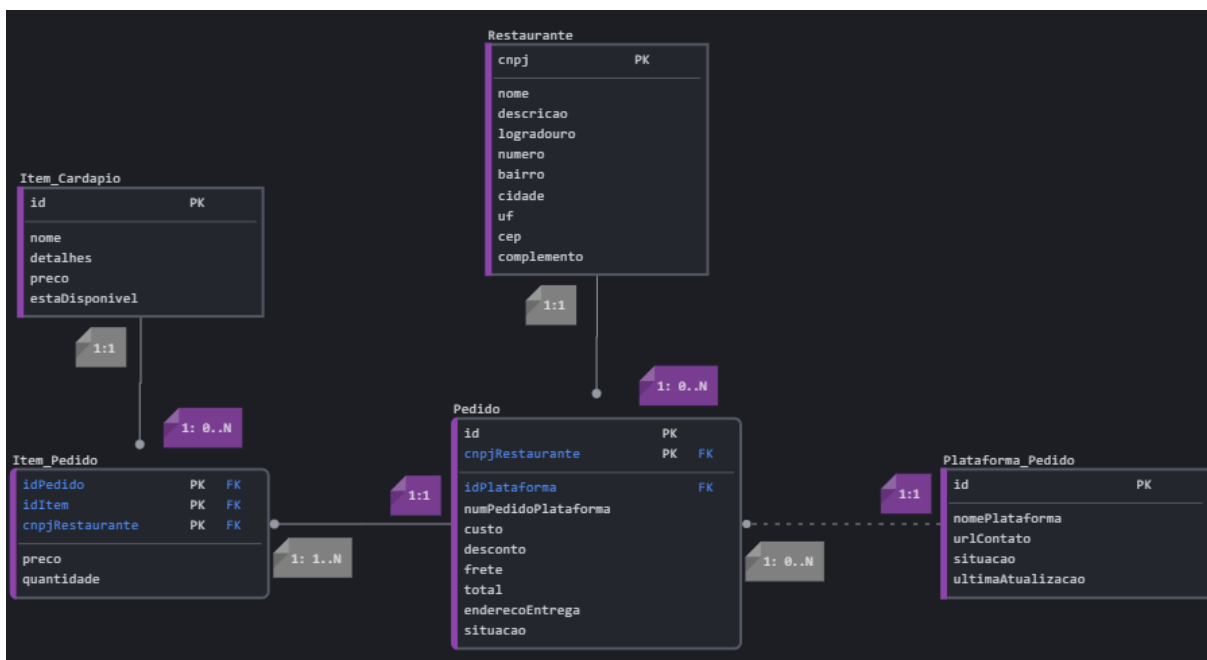 Restaurante
cnpj PK
nome
descricao
logradouro
numero
bairro
cidade
uf
cep
complemento
1:1
Item_Cardapio
id PK
nome
detalhes
preco
estaDisponivel
1:1
1: 0..N
1: 0..N
Item_Pedido
idPedido PK FK
idItem PK FK
cnpjRestaurante PK FK
preco
quantidade
1:1
1: 1..N
Pedido
id PK
cnpjRestaurante PK FK
idPlataforma FK
numPedidoPlataforma
custo
desconto
frete
total
enderecoEntrega
situacao
1:1
1: 0..N
Plataforma_Pedido
id PK
nomePlataforma
urlContato
situacao
ultimaAtualizacao